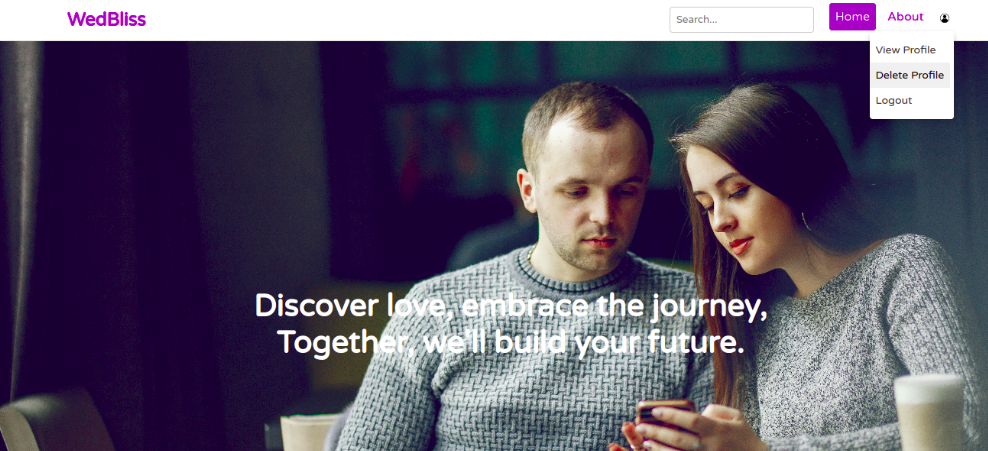 WedBliss
Search...
Home
About
View Profile
Delete Profile
Logout
Discover love, embrace the journey,
Together, we'll build your future.